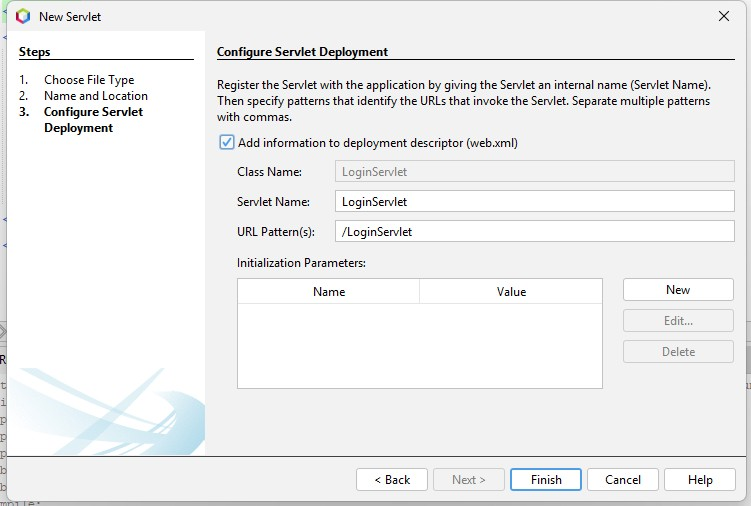 New Servlet
Steps
1. Choose File Type
2. Name and Location
3. Configure Servlet
Deployment
Configure Servlet Deployment
Register the Servlet with the application by giving the Servlet an internal name (Servlet Name).
Then specify patterns that identify the URLs that invoke the Servlet. Separate multiple patterns
with commas.
Add information to deployment descriptor (web.xml)
Class Name: LoginServlet
Servlet Name: LoginServlet
URL Pattern(s): /LoginServlet
Initialization Parameters:
Name Value
New
Edit...
Delete
< Back Next > Finish Cancel Help